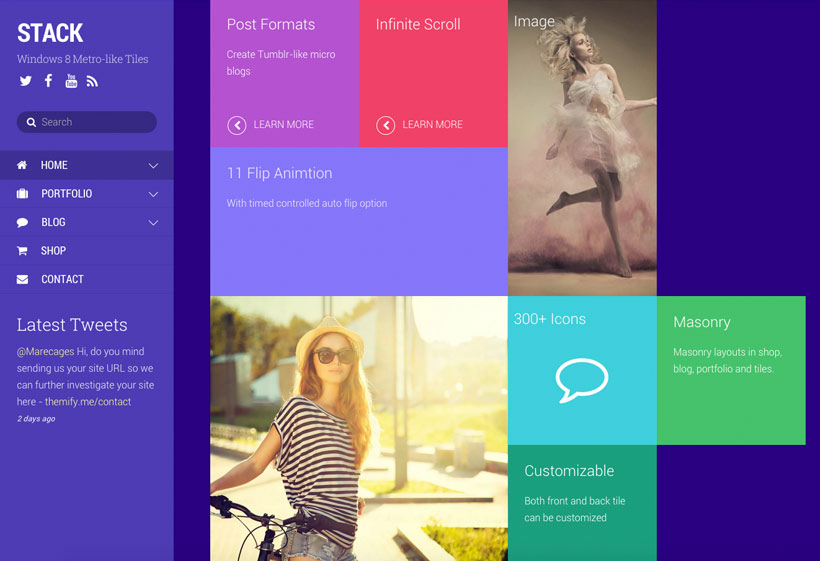 STACK
Windows 8 Metro-like Tiles
Search
HOME
PORTFOLIO
BLOG
SHOP
CONTACT
Latest Tweets
@Marecages Hi, do you mind
sending us your site URL so we
can further investigate your site
here - themify.me/contact
2 days ago
Post Formats
Create Tumblr-like micro
blogs
LEARN MORE
Infinite Scroll
LEARN MORE
Image
11 Flip Animtion
With timed controlled auto flip option
300+ Icons
Masonry
Masonry layouts in shop,
blog, portfolio and tiles.
Customizable
Both front and back tile
can be customized